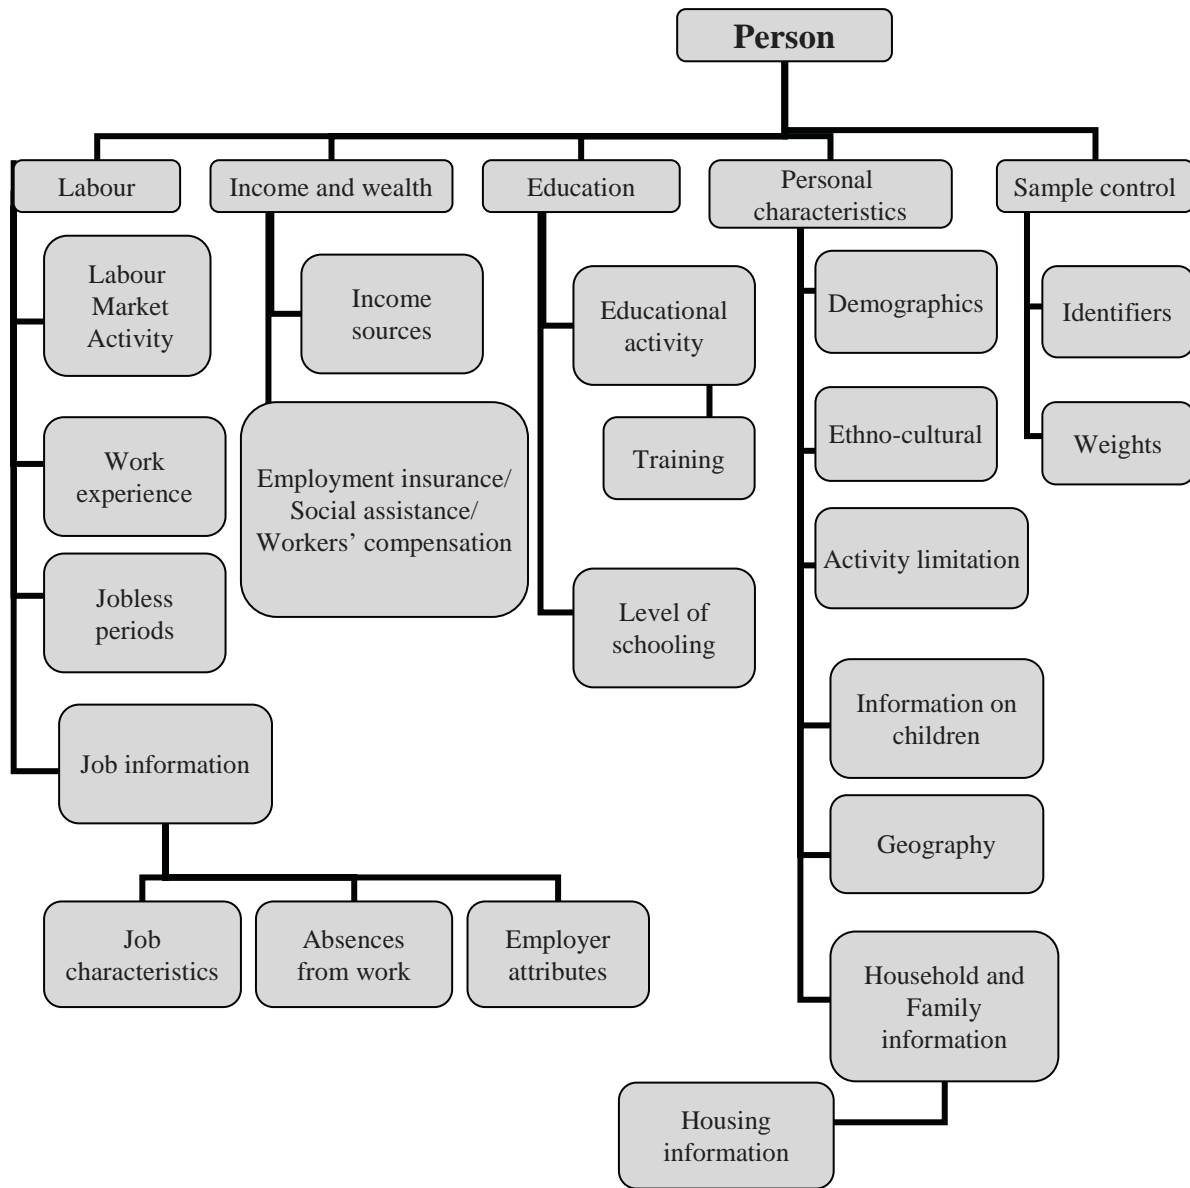 Person
Labour
Income and wealth
Education
Personal
characteristics
Sample control
Labour
Market
Activity
Income
sources
Educational
activity
Demographics
Identifiers
Work
experience
Employment insurance/
Social assistance/
Workers’ compensation
Training
Ethno-cultural
Weights
Jobless
periods
Level of
schooling
Activity limitation
Job information
Information on
children
Geography
Job
characteristics
Absences
from work
Employer
attributes
Household and
Family
information
Housing
information